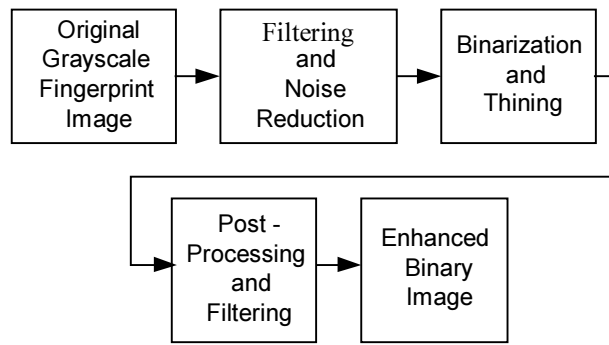 Original
Grayscale
Fingerprint
Image
Filtering
and
Noise
Reduction
Binarization
and
Thining
Post -
Processing
and
Filtering
Enhanced
Binary
Image